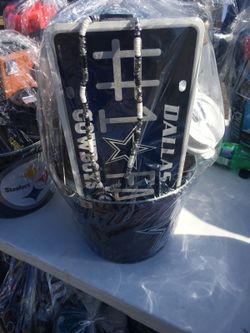 #1 FAN
DALLAS
COWBOYS
Steelers